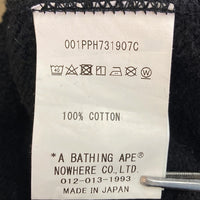 001PPH731907C
100% COTTON
*A BATHING APE®
NOWHERE CO., LTD.
012-013-1993
MADE IN JAPAN